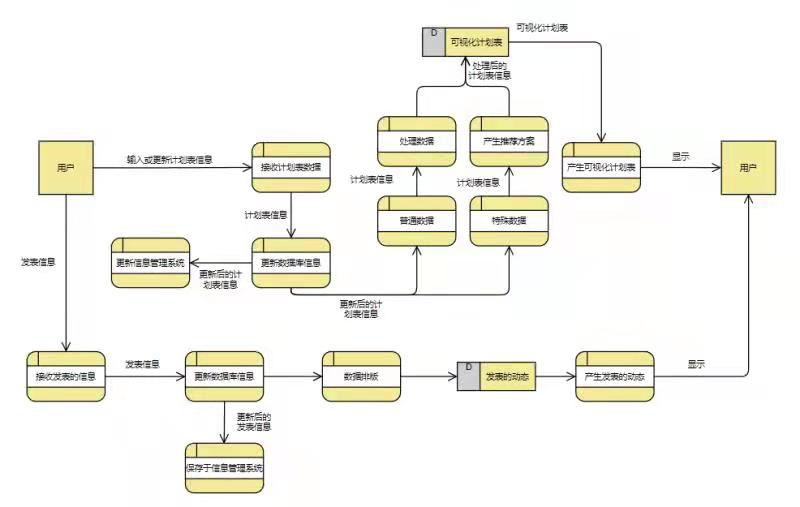 D
可视化计划表
可视化计划表
处理后的
计划表信息
处理数据
产生推荐方案
用户
输入或更新计划表信息
接收计划表数据
产生可视化计划表
显示
用户
计划表信息
计划表信息
计划表信息
普通数据
特殊数据
发表信息
更新信息管理系统
更新后的计
划表信息
更新数据库信息
更新后的计
划表信息
接收发表的信息
发表信息
更新数据库信息
数据排版
D
发表的动态
产生发表的动态
显示
更新后的
发表信息
保存于信息管理系统